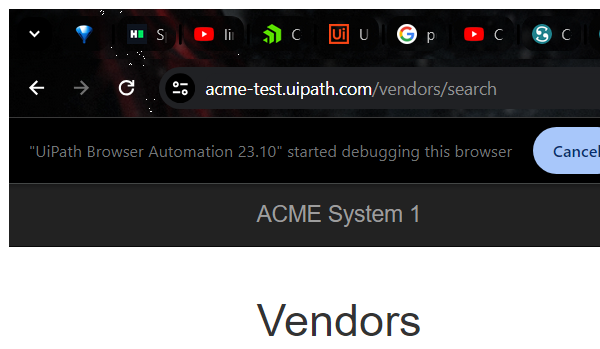 S
li
C
Ui U
G p
C
C
acme-test.uipath.com/vendors/search
"UiPath Browser Automation 23.10" started debugging this browser
Cancel
ACME System 1
Vendors